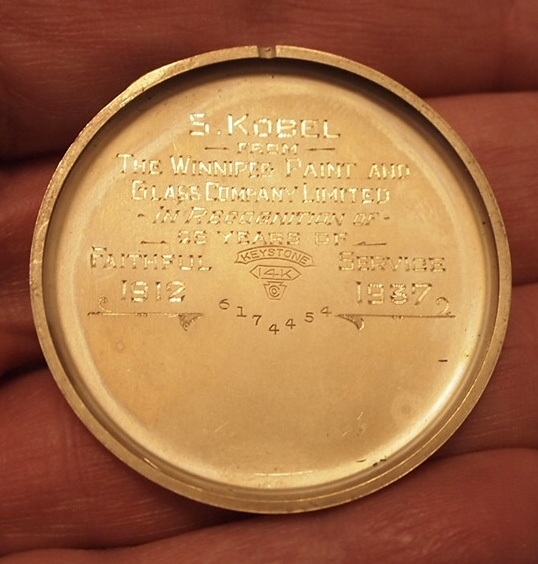 S. KOBEL
— FROM —
THE WINNIPEG PAINT AND
GLASS COMPANY LIMITED
- IN RECOGNITION OF -
25 YEARS OF
KEYSTONE
FAITHFUL SERVICE
14K
1912 1937
6174454